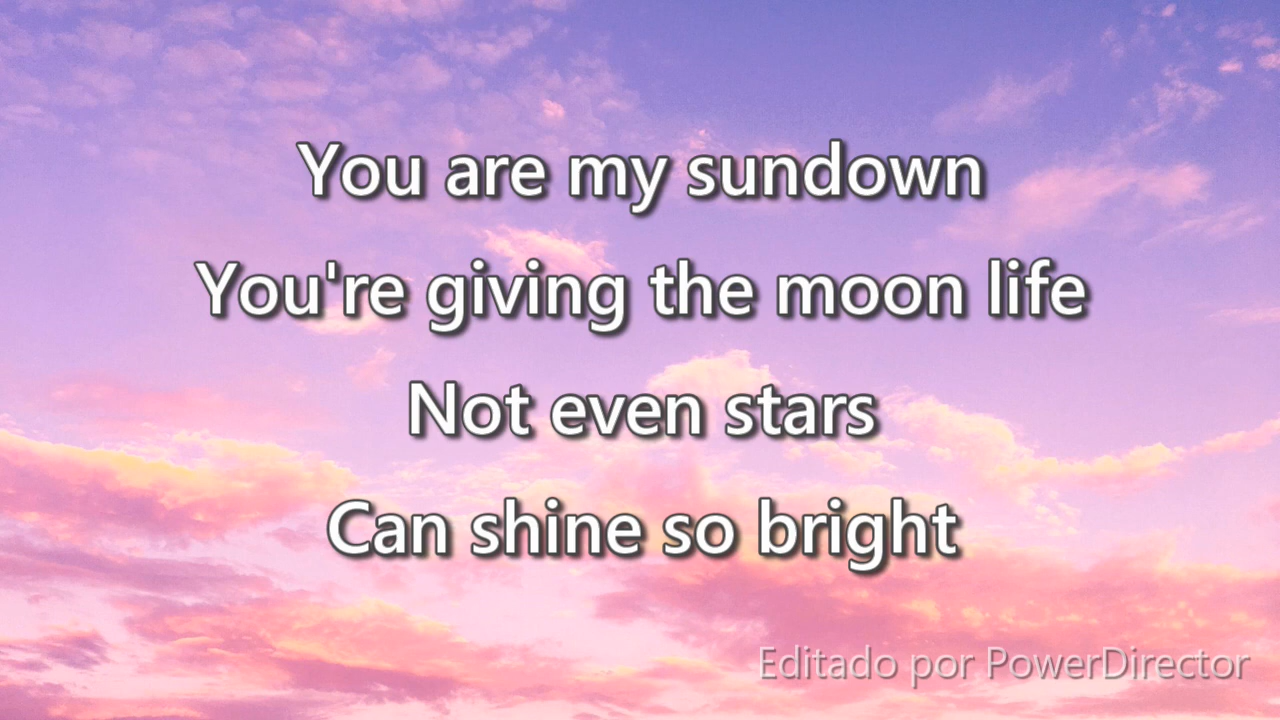 You are my sundown
You're giving the moon life
Not even stars
Can shine so bright
Editado por PowerDirector